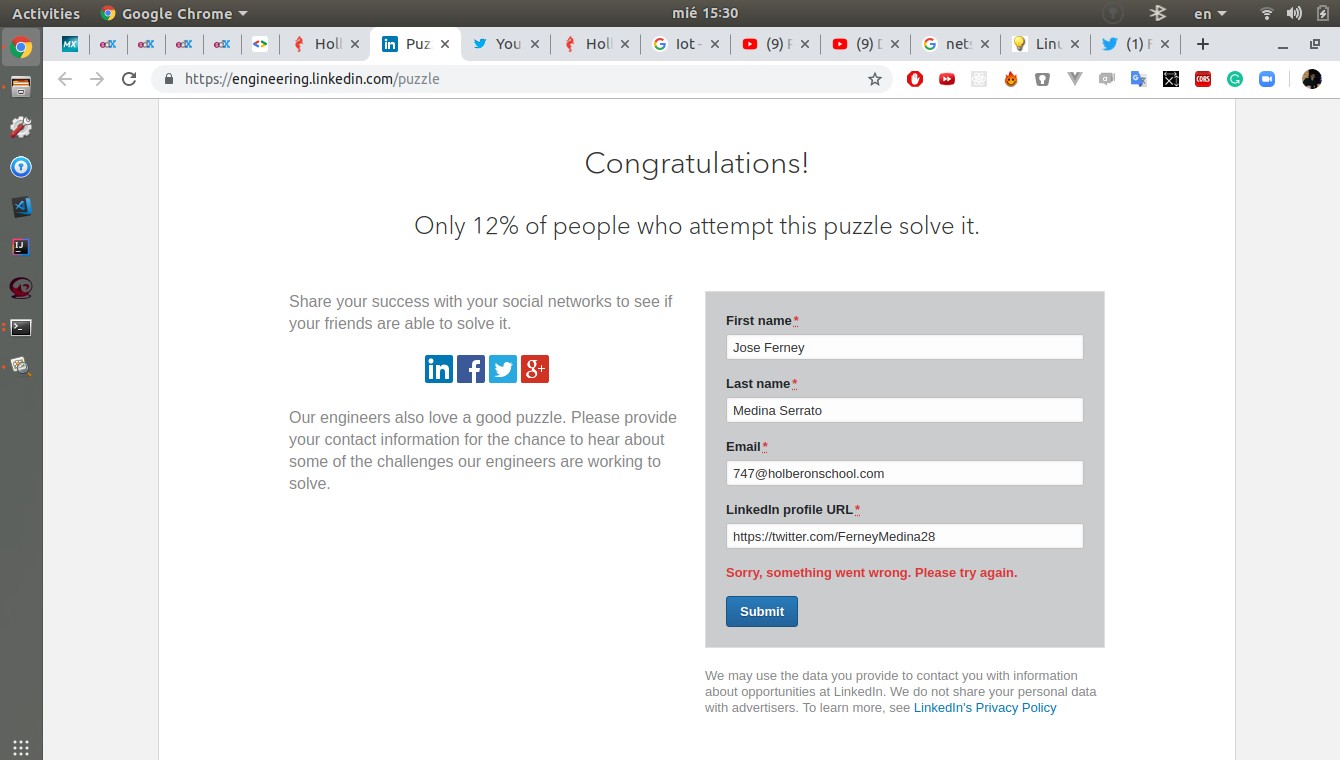 Activities Google Chrome mié 15:30 en
MX edX edX edX edX Holl Puz You Holl Iot - (9) F (9) D net Linu (1) F
https://engineering.linkedin.com/puzzle
CORS
Congratulations!
Only 12% of people who attempt this puzzle solve it.
Share your success with your social networks to see if
your friends are able to solve it.
in f g+
Our engineers also love a good puzzle. Please provide
your contact information for the chance to hear about
some of the challenges our engineers are working to
solve.
First name*
Jose Ferney
Last name*
Medina Serrato
Email*
747@holberonschool.com
LinkedIn profile URL*
https://twitter.com/FerneyMedina28
Sorry, something went wrong. Please try again.
Submit
We may use the data you provide to contact you with information
about opportunities at LinkedIn. We do not share your personal data
with advertisers. To learn more, see LinkedIn's Privacy Policy